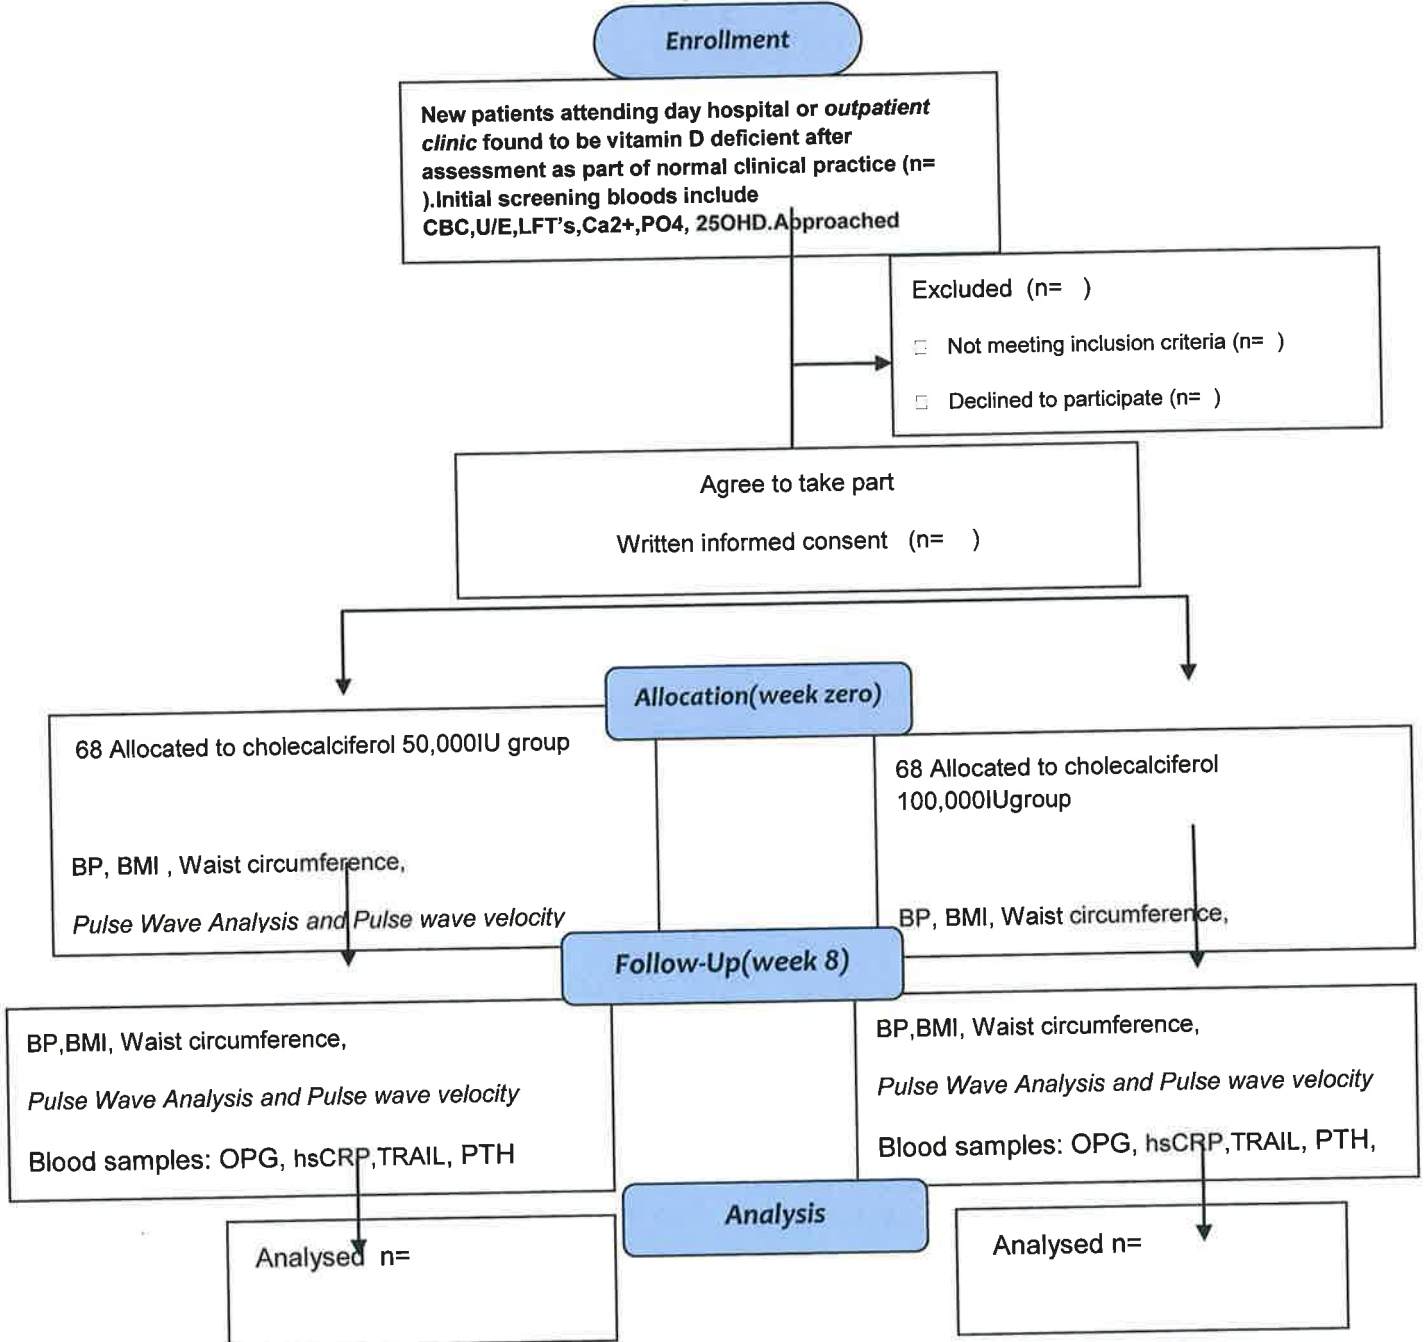 Enrollment
New patients attending day hospital or outpatient
clinic found to be vitamin D deficient after
assessment as part of normal clinical practice (n=
).Initial screening bloods include
CBC,U/E,LFT's,Ca2+,PO4, 25OHD.Approached
Excluded (n= )
Not meeting inclusion criteria (n= )
Declined to participate (n= )
Agree to take part
Written informed consent (n= )
Allocation(week zero)
68 Allocated to cholecalciferol 50,000IU group
BP, BMI , Waist circumference,
Pulse Wave Analysis and Pulse wave velocity
68 Allocated to cholecalciferol
100,000IUgroup
BP, BMI, Waist circumference,
Follow-Up(week 8)
BP,BMI, Waist circumference,
Pulse Wave Analysis and Pulse wave velocity
Blood samples: OPG, hsCRP,TRAIL, PTH
BP,BMI, Waist circumference,
Pulse Wave Analysis and Pulse wave velocity
Blood samples: OPG, hsCRP,TRAIL, PTH,
Analysis
Analysed n=
Analysed n=